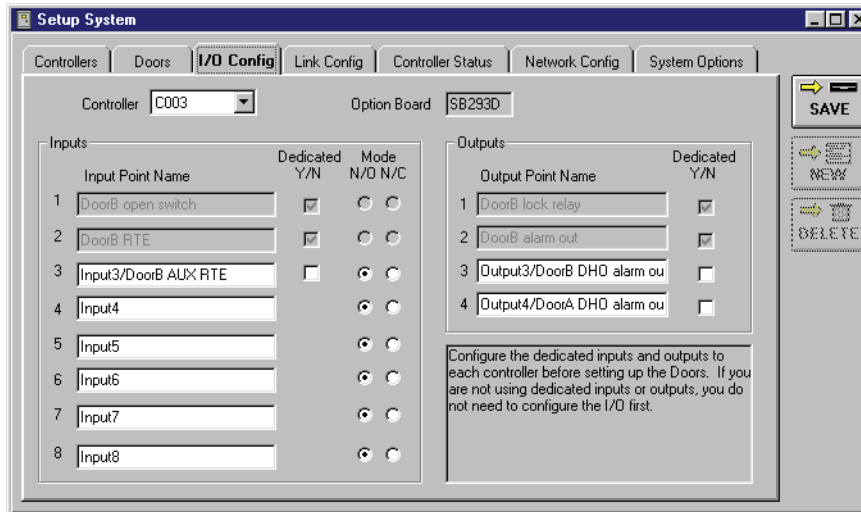 Setup System
Controllers Doors I/O Config Link Config Controller Status Network Config System Options
Controller C003 Option Board SB293D
SAVE
NEW
DELETE
Inputs
Dedicated Mode
Input Point Name Y/N N/O N/C
1 DoorB open switch
2 DoorB RTE
3 Input3/DoorB AUX RTE
4 Input4
5 Input5
6 Input6
7 Input7
8 Input8
Outputs
Dedicated
Output Point Name Y/N
1 DoorB lock relay
2 DoorB alarm out
3 Output3/DoorB DHO alarm ou
4 Output4/DoorA DHO alarm ou
Configure the dedicated inputs and outputs to
each controller before setting up the Doors. If you
are not using dedicated inputs or outputs, you do
not need to configure the I/O first.